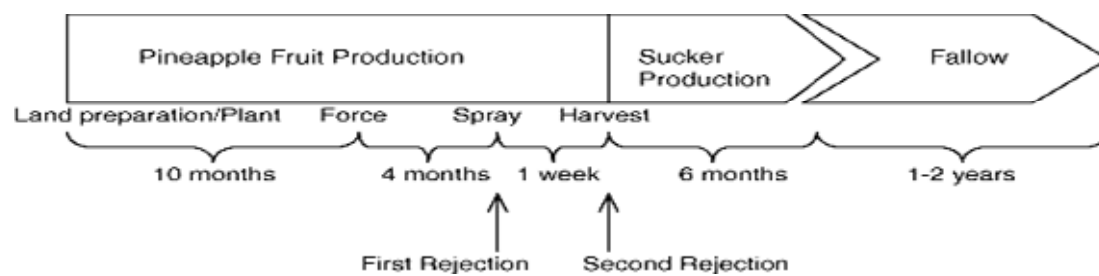 Pineapple Fruit Production
Sucker
Production
Fallow
Land preparation/Plant Force Spray Harvest
10 months 4 months 1 week 6 months 1-2 years
First Rejection Second Rejection